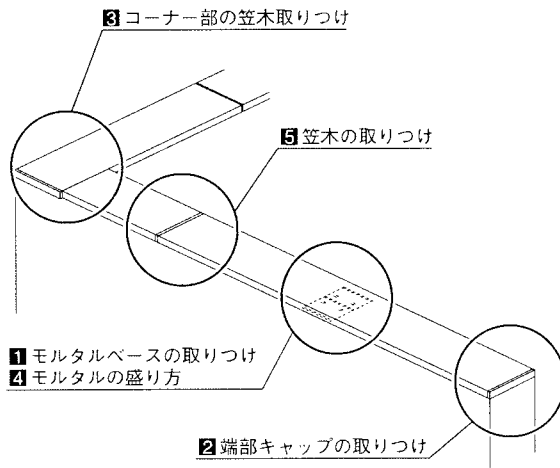 3 コーナー部の笠木取りつけ
5 笠木の取りつけ
1 モルタルベースの取りつけ
4 モルタルの盛り方
2 端部キャップの取りつけ